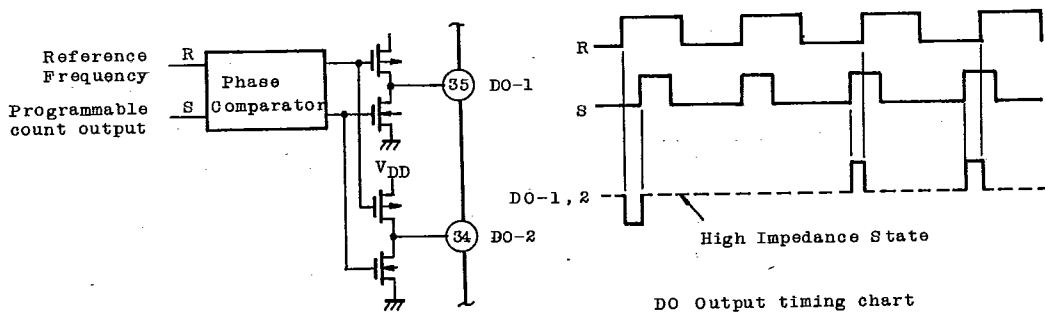 Reference
Frequency
R
Programmable
count output
S
Phase
Comparator
35
DO-1
VDD
34
DO-2
R
S
DO-1,2
High Impedance State
DO Output timing chart